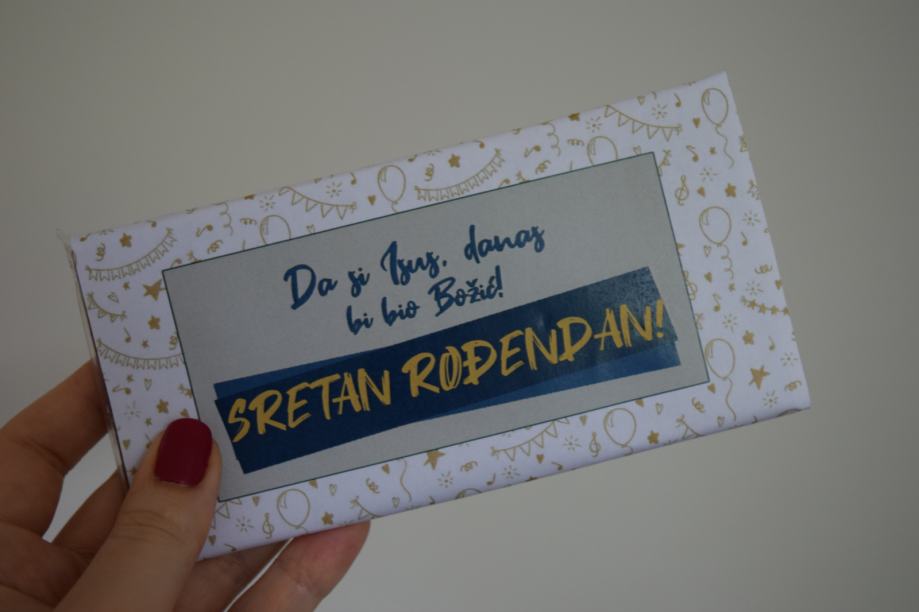 Da si Isus, danas
bi bio Božić!
SRETAN ROĐENDAN!